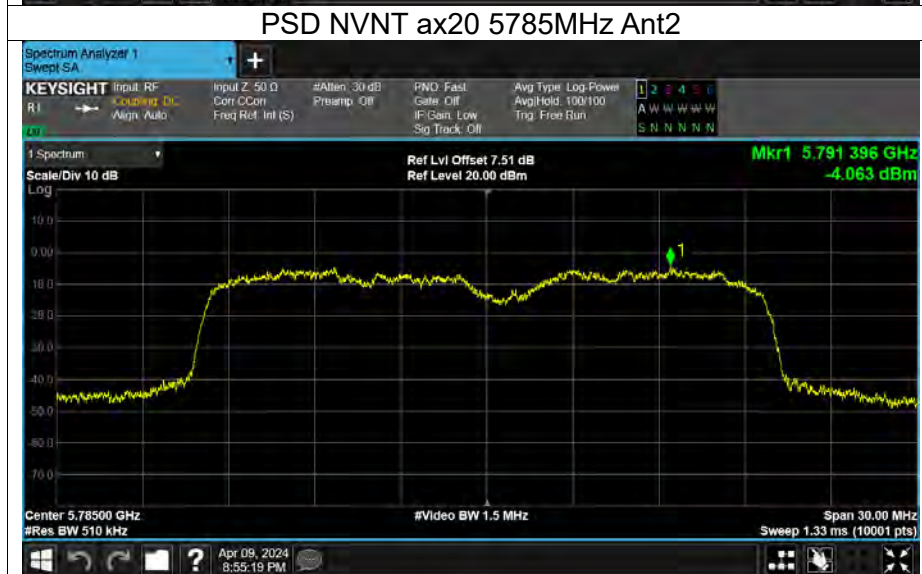 PSD NVNT ax20 5785MHz Ant2
Spectrum Analyzer 1
Swept SA
+
KEYSIGHT Input: RF
Coupling: DC
Align: Auto
Input Z: 50 Ω
Corr CCorr
Freq Ref: Int (S)
#Atten: 30 dB
Preamp: Off
PNO: Fast
Gate: Off
IF Gain: Low
Sig Track: Off
Avg Type: Log-Power
Avg|Hold: 100/100
Trig: Free Run
1 2 3 4 5 6
A W W W W W
S N N N N N
1 Spectrum
Scale/Div 10 dB
Log
Ref Lvl Offset 7.51 dB
Ref Level 20.00 dBm
Mkr1 5.791 396 GHz
-4.063 dBm
10.0
0.00
-10.0
-20.0
-30.0
-40.0
-50.0
-60.0
-70.0
1
Center 5.78500 GHz
#Res BW 510 kHz
#Video BW 1.5 MHz
Span 30.00 MHz
Sweep 1.33 ms (10001 pts)
?
Apr 09, 2024
8:55:19 PM